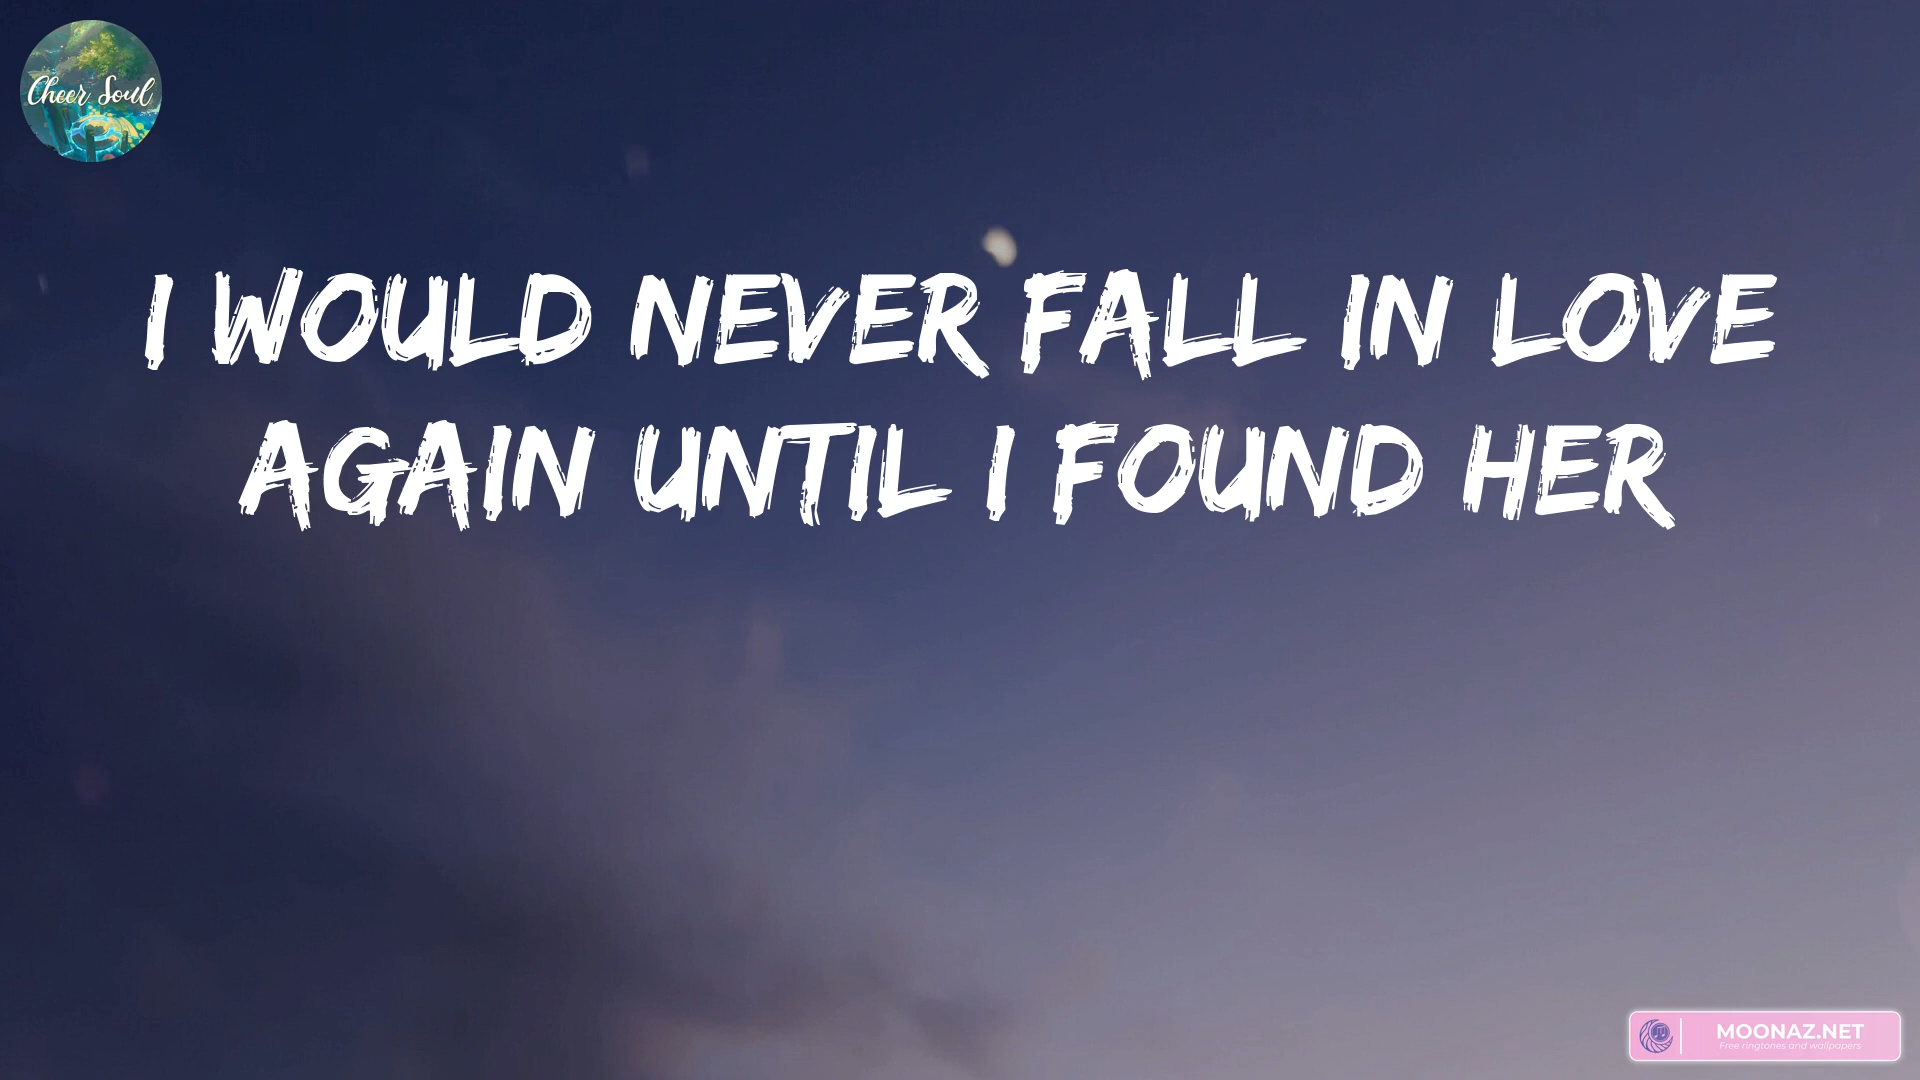 Cheer Soul
I WOULD NEVER FALL IN LOVE
AGAIN UNTIL I FOUND HER
MOONAZ.NET
Free ringtones and wallpapers